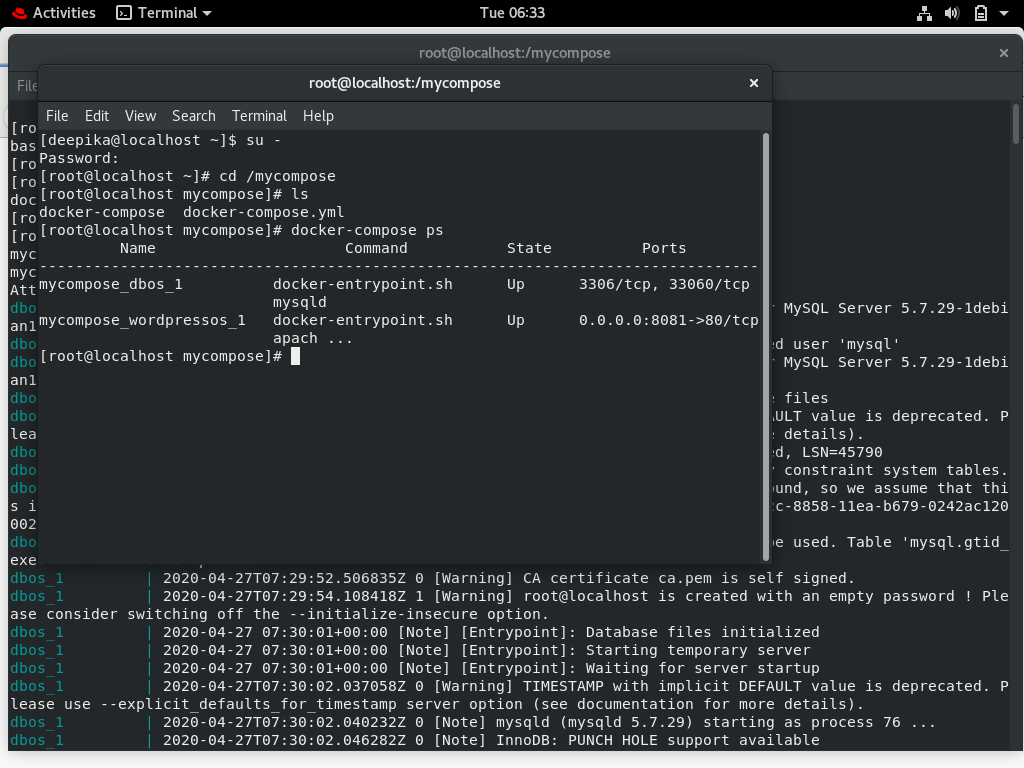 Activities Terminal Tue 06:33
root@localhost:/mycompose
File
root@localhost:/mycompose
File Edit View Search Terminal Help
[deepika@localhost ~]$ su -
Password:
[root@localhost ~]# cd /mycompose
[root@localhost mycompose]# ls
docker-compose  docker-compose.yml
[root@localhost mycompose]# docker-compose ps
Name Command State Ports
--------------------------------------------------------------------------------
mycompose_dbos_1 docker-entrypoint.sh Up 3306/tcp, 33060/tcp
mysqld
mycompose_wordpressos_1 docker-entrypoint.sh Up 0.0.0.0:8081->80/tcp
apach ...
[root@localhost mycompose]#
[ro
bas
[ro
[ro
doc
[ro
[ro
myc
myc
Att
dbo MySQL Server 5.7.29-1debi
an1
dbo d user 'mysql'
dbo MySQL Server 5.7.29-1debi
an1
dbo files
dbo ULT value is deprecated. P
lea details).
dbo d, LSN=45790
dbo constraint system tables.
dbo und, so we assume that thi
s i c-8858-11ea-b679-0242ac120
002
dbo e used. Table 'mysql.gtid_
exe
dbos_1 | 2020-04-27T07:29:52.506835Z 0 [Warning] CA certificate ca.pem is self signed.
dbos_1 | 2020-04-27T07:29:54.108418Z 1 [Warning] root@localhost is created with an empty password ! Ple
ase consider switching off the --initialize-insecure option.
dbos_1 | 2020-04-27 07:30:01+00:00 [Note] [Entrypoint]: Database files initialized
dbos_1 | 2020-04-27 07:30:01+00:00 [Note] [Entrypoint]: Starting temporary server
dbos_1 | 2020-04-27 07:30:01+00:00 [Note] [Entrypoint]: Waiting for server startup
dbos_1 | 2020-04-27T07:30:02.037058Z 0 [Warning] TIMESTAMP with implicit DEFAULT value is deprecated. P
lease use --explicit_defaults_for_timestamp server option (see documentation for more details).
dbos_1 | 2020-04-27T07:30:02.040232Z 0 [Note] mysqld (mysqld 5.7.29) starting as process 76 ...
dbos_1 | 2020-04-27T07:30:02.046282Z 0 [Note] InnoDB: PUNCH HOLE support available